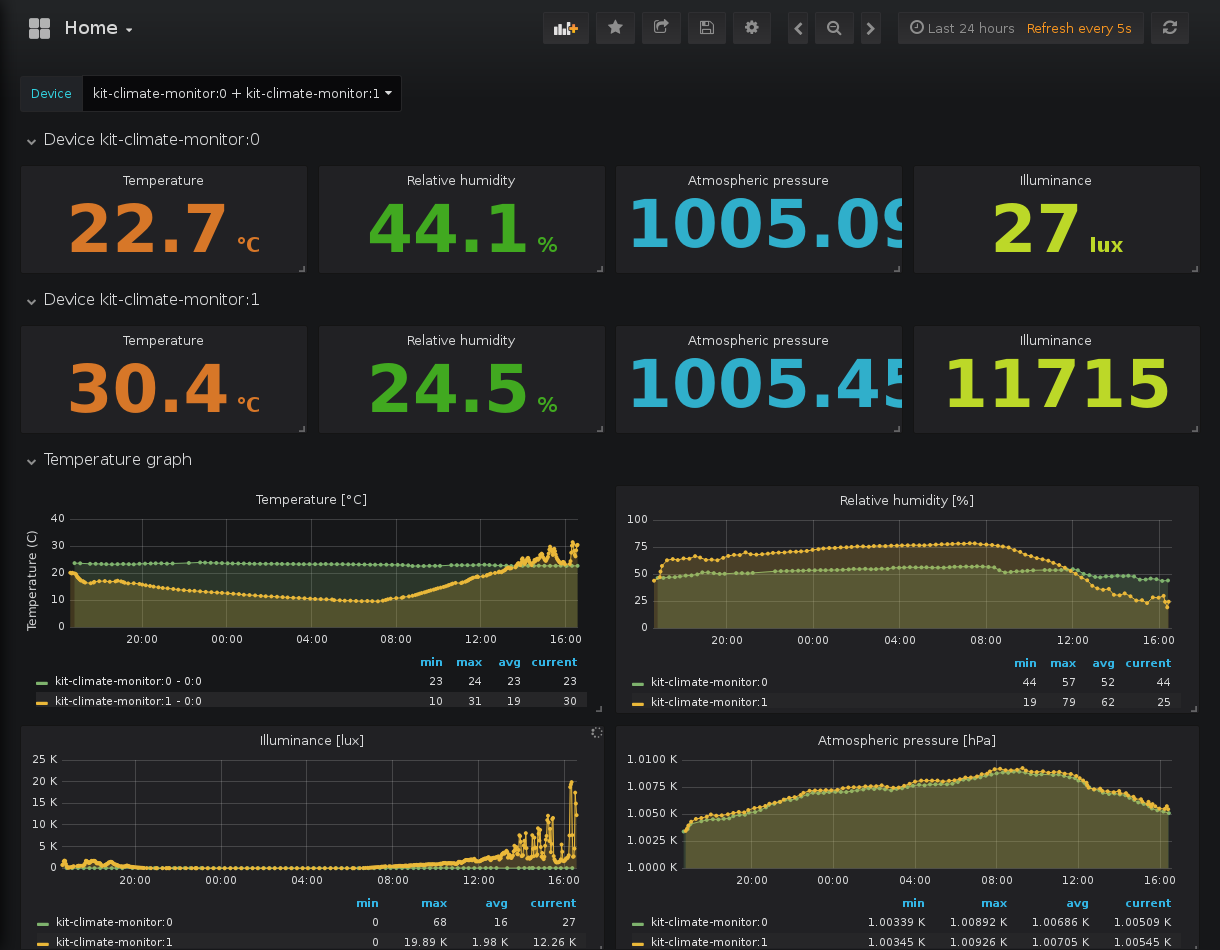 Home
Last 24 hours Refresh every 5s
Device kit-climate-monitor:0 + kit-climate-monitor:1
Device kit-climate-monitor:0
Temperature Relative humidity Atmospheric pressure Illuminance
22.7 °C 44.1 % 1005.09 27 lux
Device kit-climate-monitor:1
Temperature Relative humidity Atmospheric pressure Illuminance
30.4 °C 24.5 % 1005.45 11715
Temperature graph
Temperature [°C]
Temperature (C)
40
30
20
10
0
20:00 00:00 04:00 08:00 12:00 16:00
min max avg current
kit-climate-monitor:0 - 0:0 23 24 23 23
kit-climate-monitor:1 - 0:0 10 31 19 30
Relative humidity [%]
100
75
50
25
0
20:00 00:00 04:00 08:00 12:00 16:00
min max avg current
kit-climate-monitor:0 44 57 52 44
kit-climate-monitor:1 19 79 62 25
Illuminance [lux]
25 K
20 K
15 K
10 K
5 K
0
20:00 00:00 04:00 08:00 12:00 16:00
min max avg current
kit-climate-monitor:0 0 68 16 27
kit-climate-monitor:1 0 19.89 K 1.98 K 12.26 K
Atmospheric pressure [hPa]
1.0100 K
1.0075 K
1.0050 K
1.0025 K
1.0000 K
20:00 00:00 04:00 08:00 12:00 16:00
min max avg current
kit-climate-monitor:0 1.00339 K 1.00892 K 1.00686 K 1.00509 K
kit-climate-monitor:1 1.00345 K 1.00926 K 1.00705 K 1.00545 K